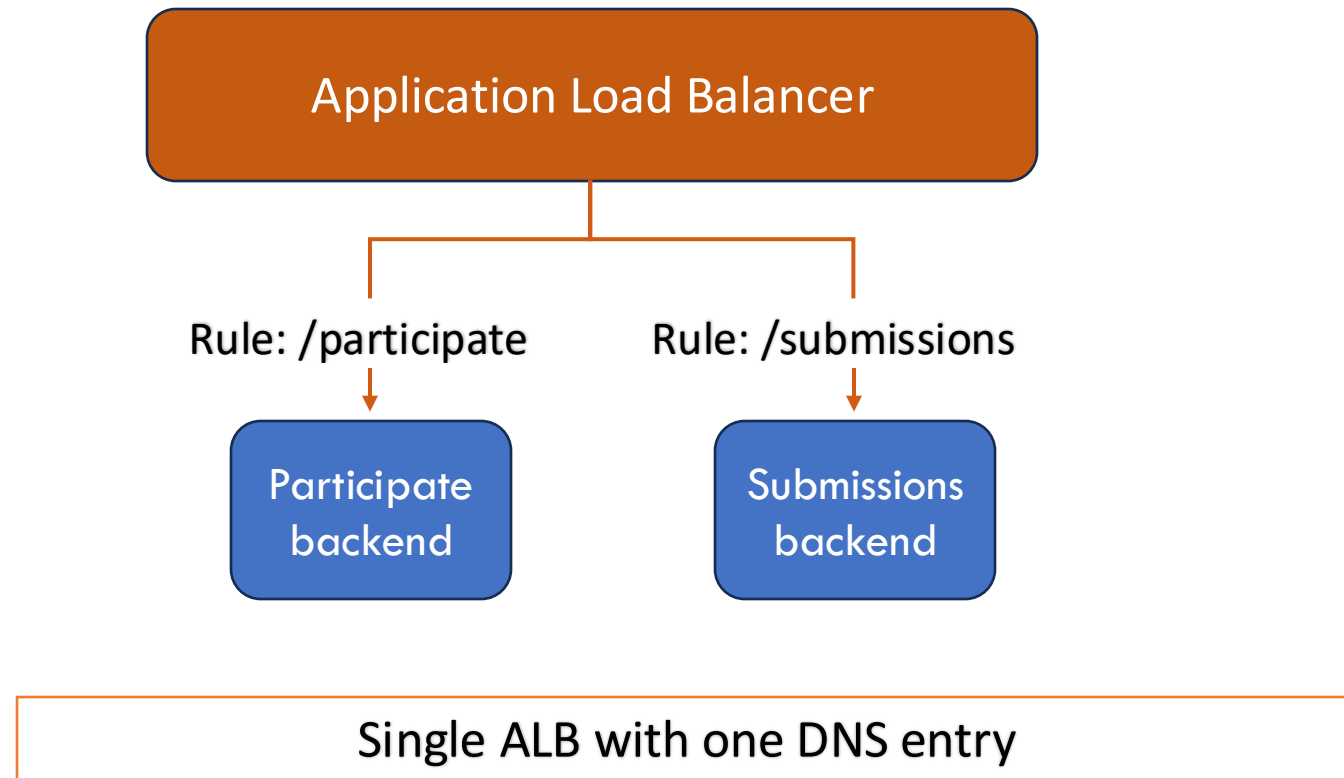 Application Load Balancer
Rule: /participate
Rule: /submissions
Participate
backend
Submissions
backend
Single ALB with one DNS entry